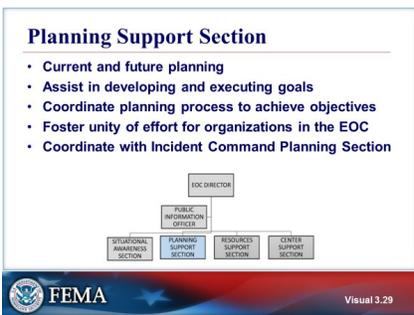 Planning Support Section
• Current and future planning
• Assist in developing and executing goals
• Coordinate planning process to achieve objectives
• Foster unity of effort for organizations in the EOC
• Coordinate with Incident Command Planning Section
EOC DIRECTOR
PUBLIC
INFORMATION
OFFICER
SITUATIONAL
AWARENESS
SECTION
PLANNING
SUPPORT
SECTION
RESOURCES
SUPPORT
SECTION
CENTER
SUPPORT
SECTION
FEMA
Visual 3.29